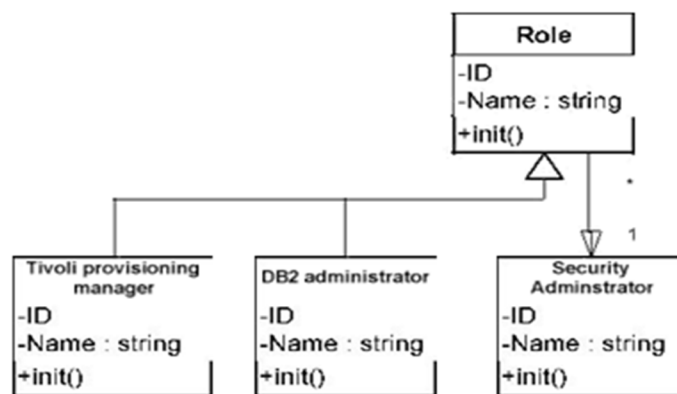 Role
-ID
-Name : string
+init()
*
1
Tivoli provisioning
manager
-ID
-Name : string
+init()
DB2 administrator
-ID
-Name : string
+init()
Security
Adminstrator
-ID
-Name : string
+init()